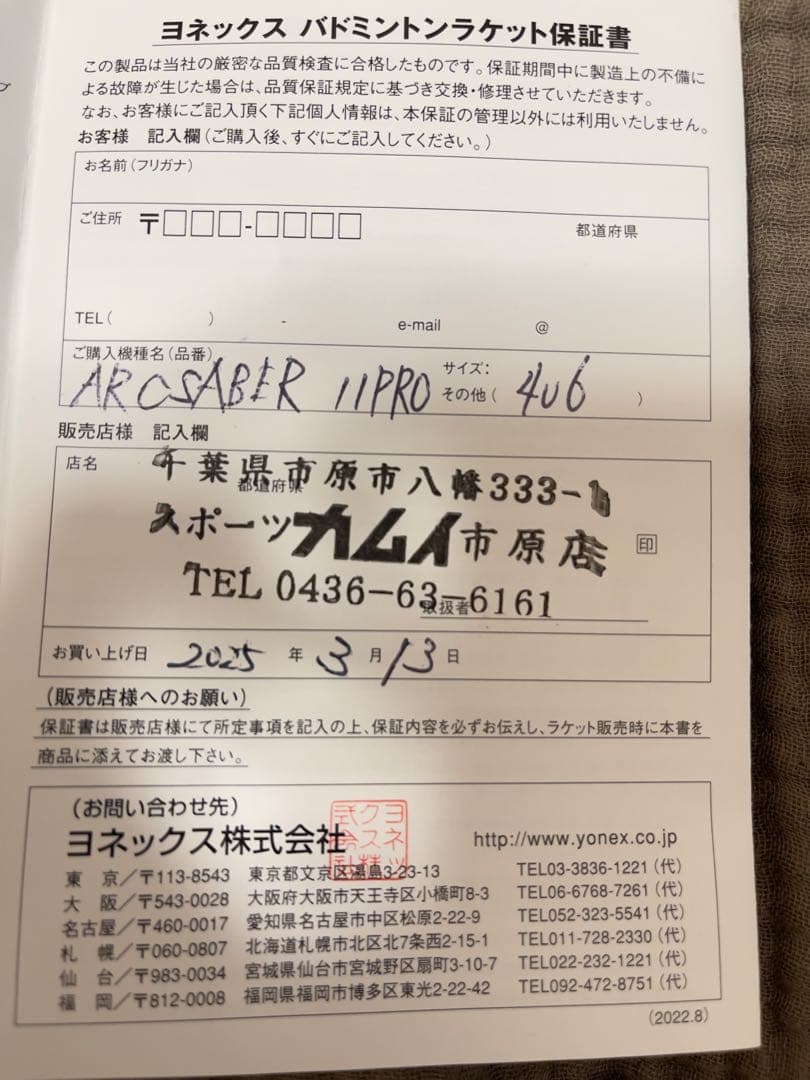 ヨネックス バドミントンラケット保証書
この製品は当社の厳密な品質検査に合格したものです。保証期間中に製造上の不備に
よる故障が生じた場合は、品質保証規定に基づき交換・修理させていただきます。
なお、お客様にご記入頂く下記個人情報は、本保証の管理以外には利用いたしません。
お客様 記入欄(ご購入後、すぐにご記入してください。)
お名前(フリガナ)
ご住所 〒□□□-□□□□ 都道府県
TEL( ) - e-mail @
ご購入機種名(品番) サイズ:
ARCSABER 11PRO その他( 4U6 )
販売店様 記入欄
店名 千葉県市原市八幡333-1
都道府県
スポーツカムイ市原店 印
TEL 0436-63-6161
取扱者
お買い上げ日 2025 年 3 月 13 日
(販売店様へのお願い)
保証書は販売店様にて所定事項を記入の上、保証内容を必ずお伝えし、ラケット販売時に本書を
商品に添えてお渡し下さい。
(お問い合わせ先)
ヨネックス株式会社 http://www.yonex.co.jp
東 京/〒113-8543 東京都文京区湯島3-23-13 TEL03-3836-1221(代)
大 阪/〒543-0028 大阪府大阪市天王寺区小橋町8-3 TEL06-6768-7261(代)
名古屋/〒460-0017 愛知県名古屋市中区松原2-22-9 TEL052-323-5541(代)
札 幌/〒060-0807 北海道札幌市北区北7条西2-15-1 TEL011-728-2330(代)
仙 台/〒983-0034 宮城県仙台市宮城野区扇町3-10-7 TEL022-232-1221(代)
福 岡/〒812-0008 福岡県福岡市博多区東光2-22-42 TEL092-472-8751(代)
(2022.8)